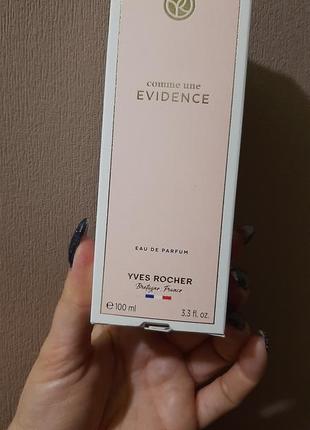 comme une
EVIDENCE
EAU DE PARFUM
YVES ROCHER
Bretagne, France
℮ 100 ml 3.3 fl. oz.